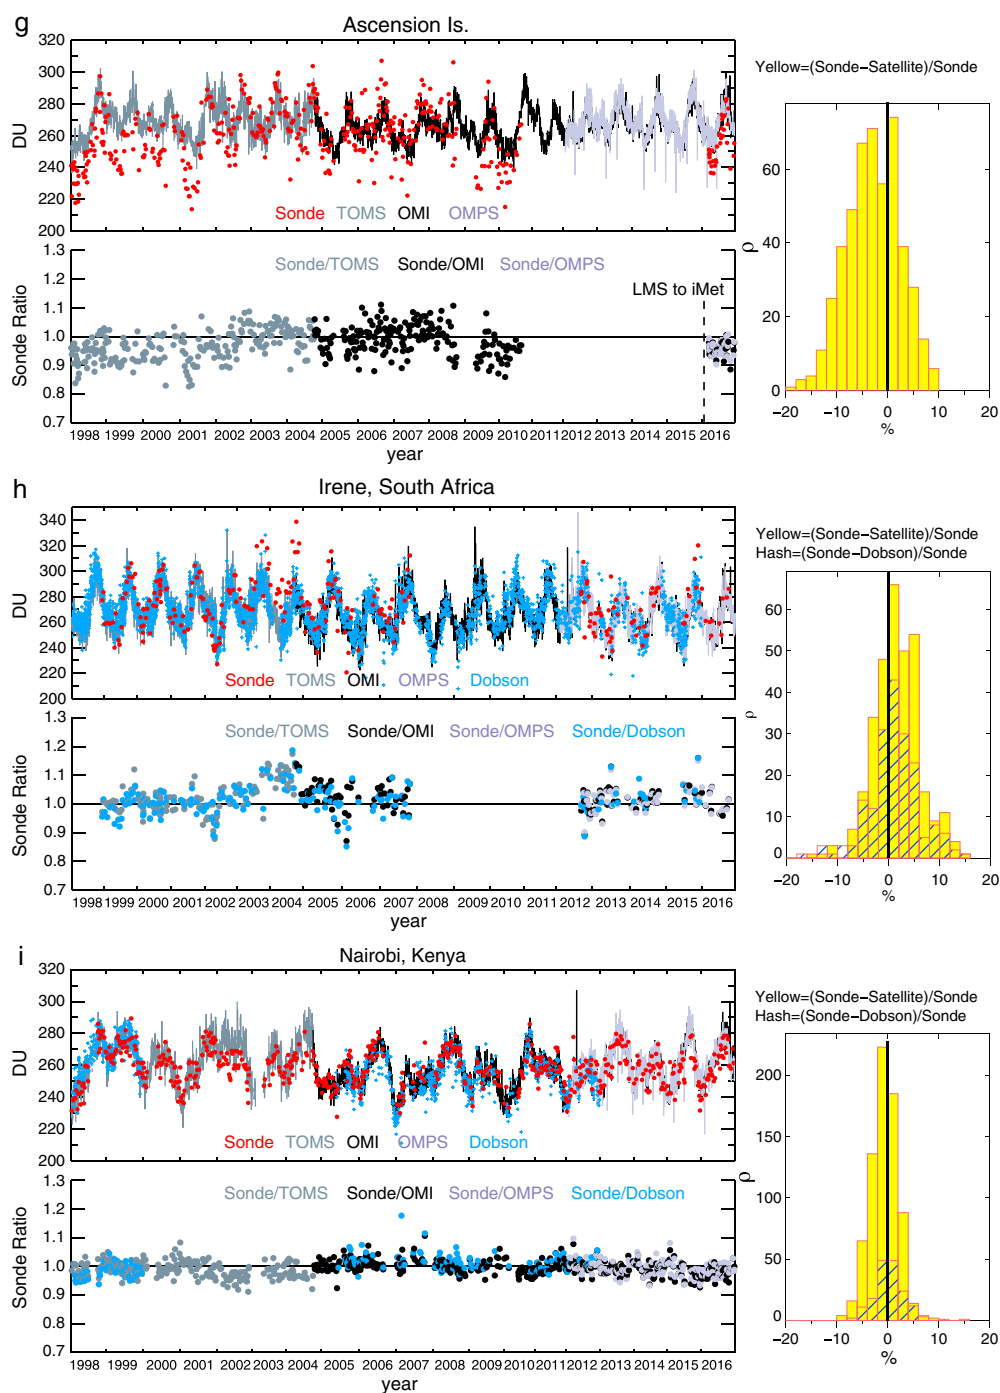 g
Ascension Is.
320
300
280
260
240
220
200
DU
Sonde TOMS OMI OMPS
1.3
1.2
1.1
1.0
0.9
0.8
0.7
Sonde Ratio
Sonde/TOMS Sonde/OMI Sonde/OMPS
LMS to iMet
1998 1999 2000 2001 2002 2003 2004 2005 2006 2007 2008 2009 2010 2011 2012 2013 2014 2015 2016
year
Yellow=(Sonde−Satellite)/Sonde
60
40
20
0
ρ
−20 −10 0 10 20
%
h
Irene, South Africa
340
320
300
280
260
240
220
200
DU
Sonde TOMS OMI OMPS Dobson
1.3
1.2
1.1
1.0
0.9
0.8
0.7
Sonde Ratio
Sonde/TOMS Sonde/OMI Sonde/OMPS Sonde/Dobson
1998 1999 2000 2001 2002 2003 2004 2005 2006 2007 2008 2009 2010 2011 2012 2013 2014 2015 2016
year
Yellow=(Sonde−Satellite)/Sonde
Hash=(Sonde−Dobson)/Sonde
60
50
40
30
20
10
0
ρ
−20 −10 0 10 20
%
i
Nairobi, Kenya
320
300
280
260
240
220
200
DU
Sonde TOMS OMI OMPS Dobson
1.3
1.2
1.1
1.0
0.9
0.8
0.7
Sonde Ratio
Sonde/TOMS Sonde/OMI Sonde/OMPS Sonde/Dobson
1998 1999 2000 2001 2002 2003 2004 2005 2006 2007 2008 2009 2010 2011 2012 2013 2014 2015 2016
year
Yellow=(Sonde−Satellite)/Sonde
Hash=(Sonde−Dobson)/Sonde
200
150
100
50
0
ρ
−20 −10 0 10 20
%